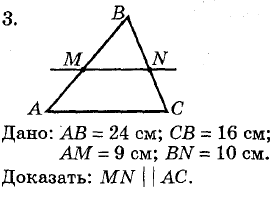 3.
B
M N
A C
Дано: AB = 24 см; CB = 16 см;
AM = 9 см; BN = 10 см.
Доказать: MN || AC.